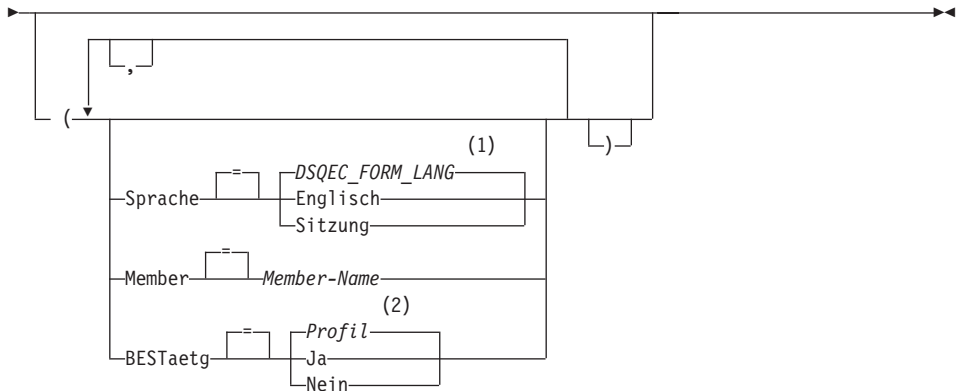 ,
(
)
(1)
=
DSQEC_FORM_LANG
Sprache
Englisch
Sitzung
=
Member
Member-Name
(2)
=
Profil
BESTaetg
Ja
Nein